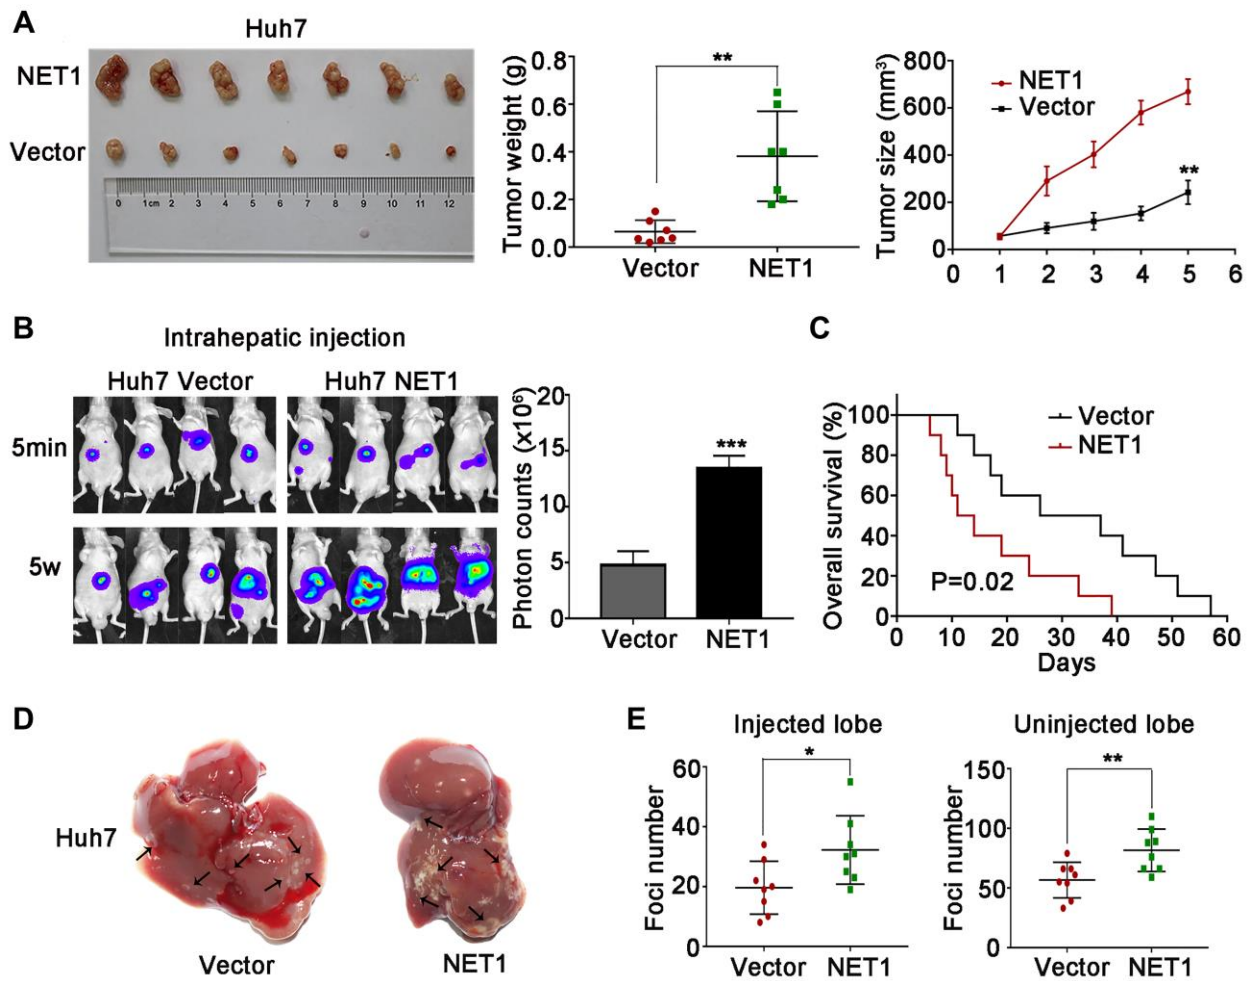 A
Huh7
NET1
Vector
0 1cm 2 3 4 5 6 7 8 9 10 11 12
Tumor weight (g)
0.8
0.6
0.4
0.2
0.0
**
Vector NET1
Tumor size (mm³)
800
600
400
200
0
NET1
Vector
**
0 1 2 3 4 5 6
B
Intrahepatic injection
Huh7 Vector Huh7 NET1
5min
5w
Photon counts (x10⁶)
20
15
10
5
0
***
Vector NET1
C
Overall survival (%)
100
80
60
40
20
0
Vector
NET1
P=0.02
0 10 20 30 40 50 60
Days
D
Huh7
Vector NET1
E
Injected lobe
Foci number
60
40
20
0
*
Vector NET1
Uninjected lobe
Foci number
150
100
50
0
**
Vector NET1